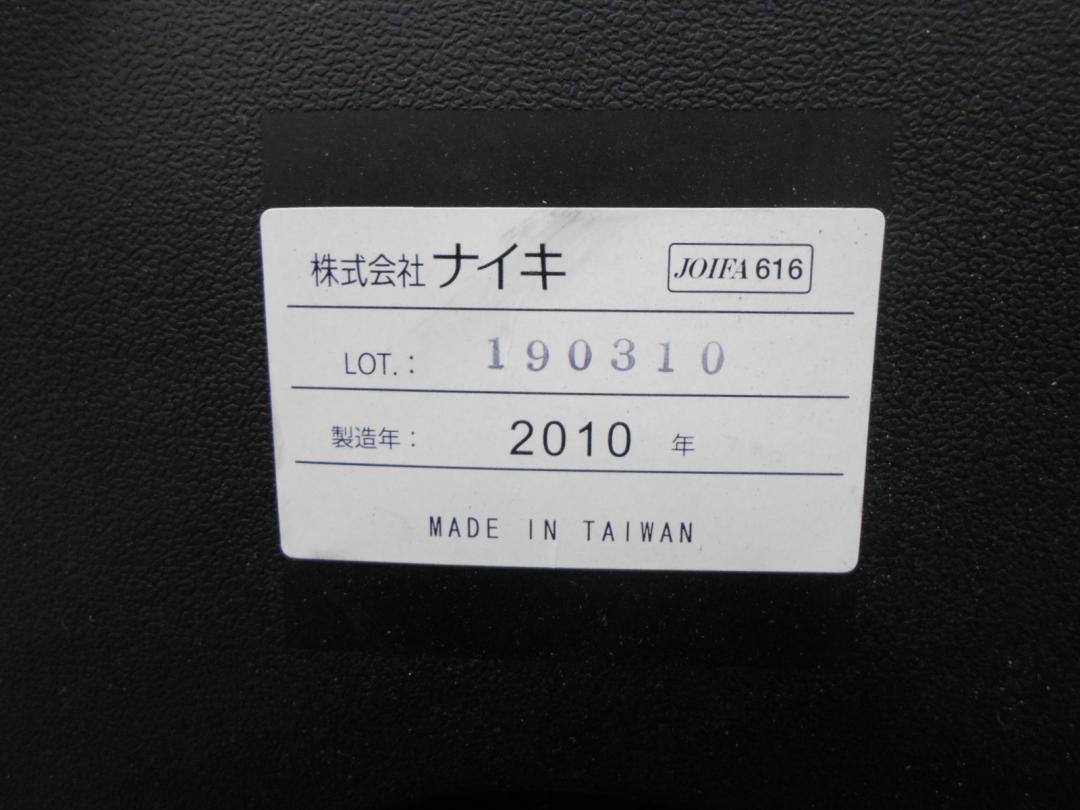 株式会社ナイキ JOIFA 616
LOT.: 190310
製造年: 2010 年
MADE IN TAIWAN